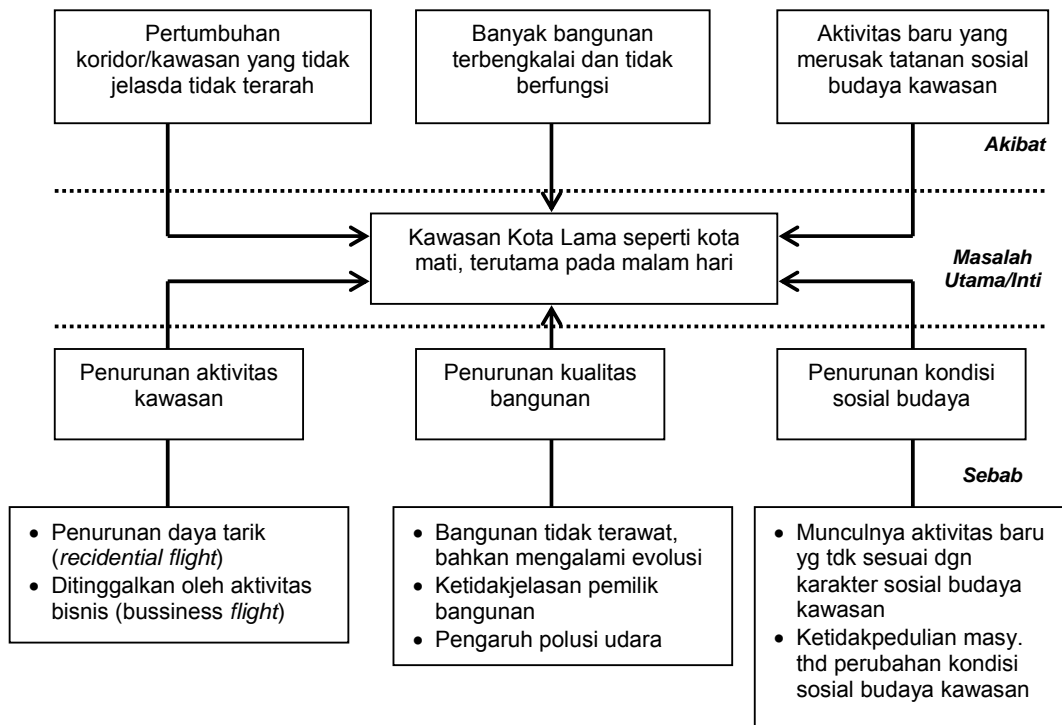 Pertumbuhan
koridor/kawasan yang tidak
jelasda tidak terarah
Banyak bangunan
terbengkalai dan tidak
berfungsi
Aktivitas baru yang
merusak tatanan sosial
budaya kawasan
Akibat
Kawasan Kota Lama seperti kota
mati, terutama pada malam hari
Masalah
Utama/Inti
Penurunan aktivitas
kawasan
Penurunan kualitas
bangunan
Penurunan kondisi
sosial budaya
Sebab
• Penurunan daya tarik
(recidential flight)
• Ditinggalkan oleh aktivitas
bisnis (bussiness flight)
• Bangunan tidak terawat,
bahkan mengalami evolusi
• Ketidakjelasan pemilik
bangunan
• Pengaruh polusi udara
• Munculnya aktivitas baru
yg tdk sesuai dgn
karakter sosial budaya
kawasan
• Ketidakpedulian masy.
thd perubahan kondisi
sosial budaya kawasan